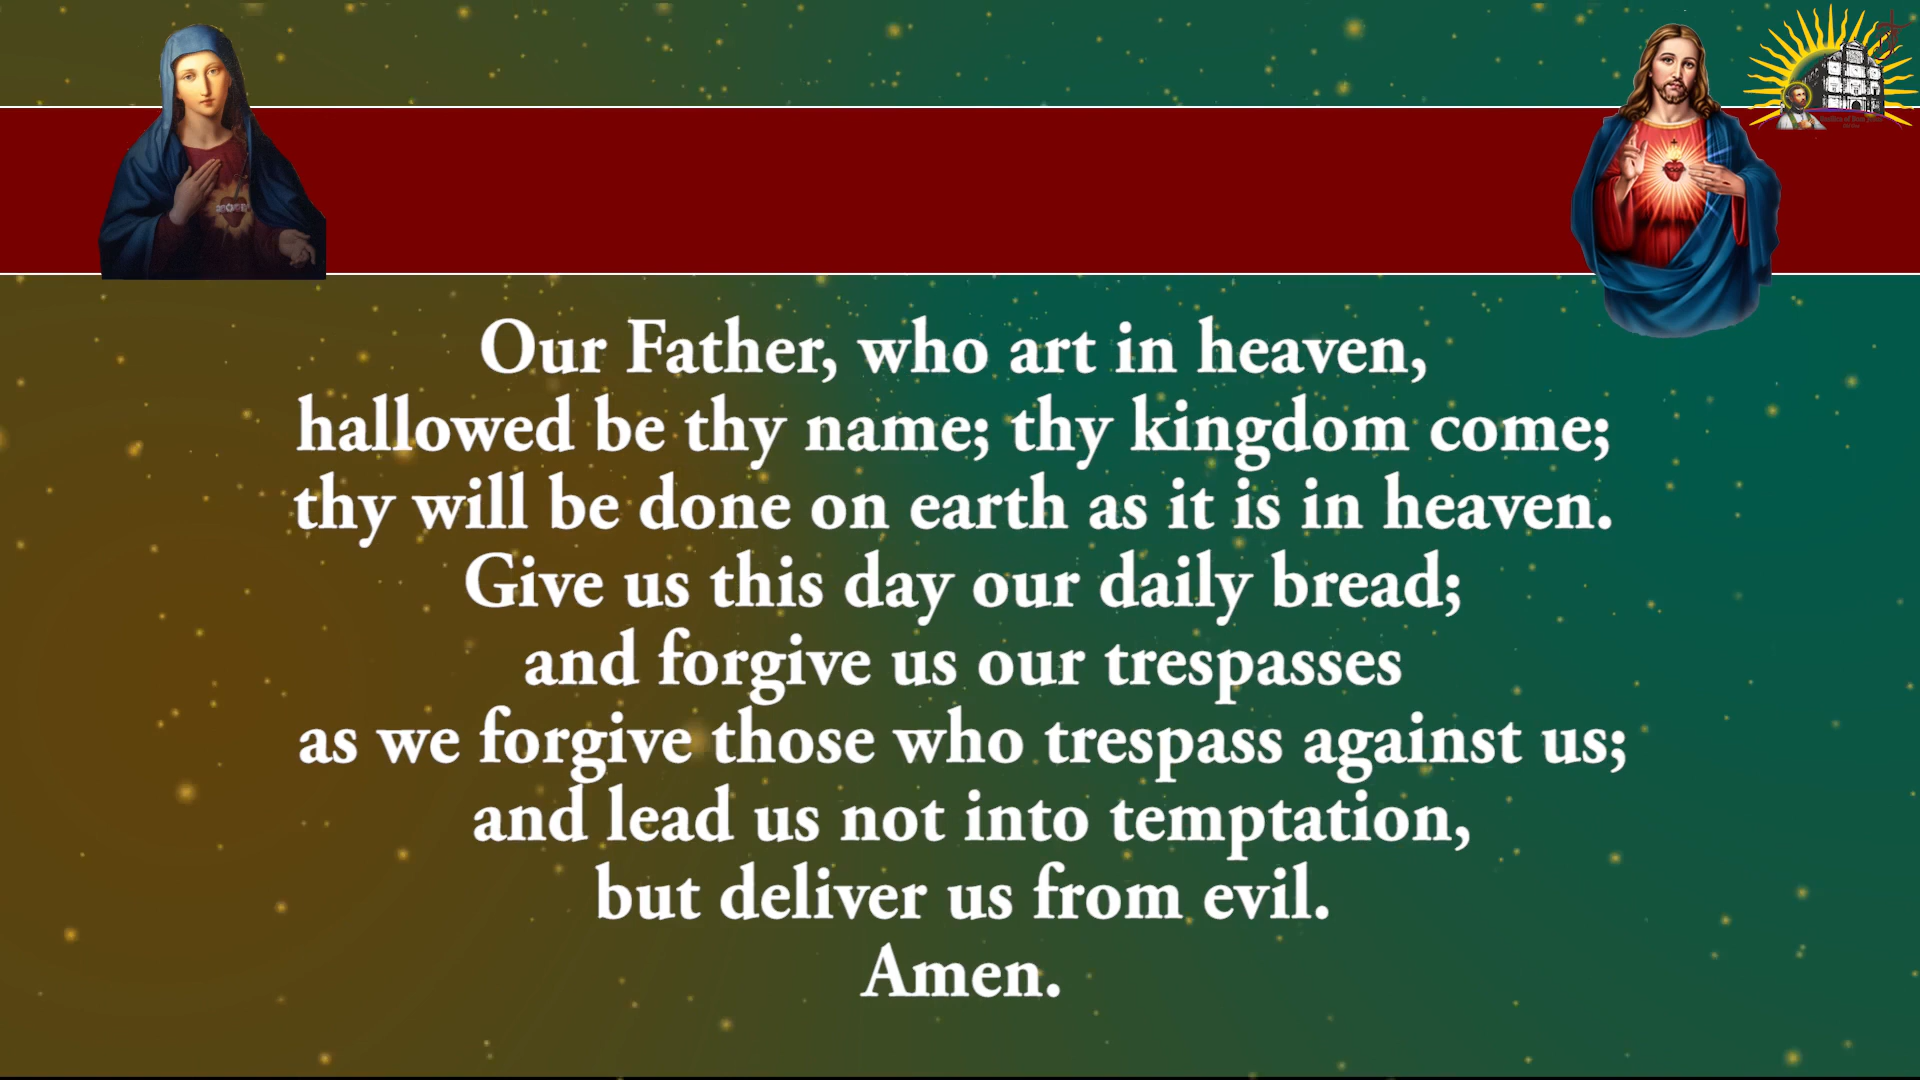 Our Father, who art in heaven,
hallowed be thy name; thy kingdom come;
thy will be done on earth as it is in heaven.
Give us this day our daily bread;
and forgive us our trespasses
as we forgive those who trespass against us;
and lead us not into temptation,
but deliver us from evil.
Amen.